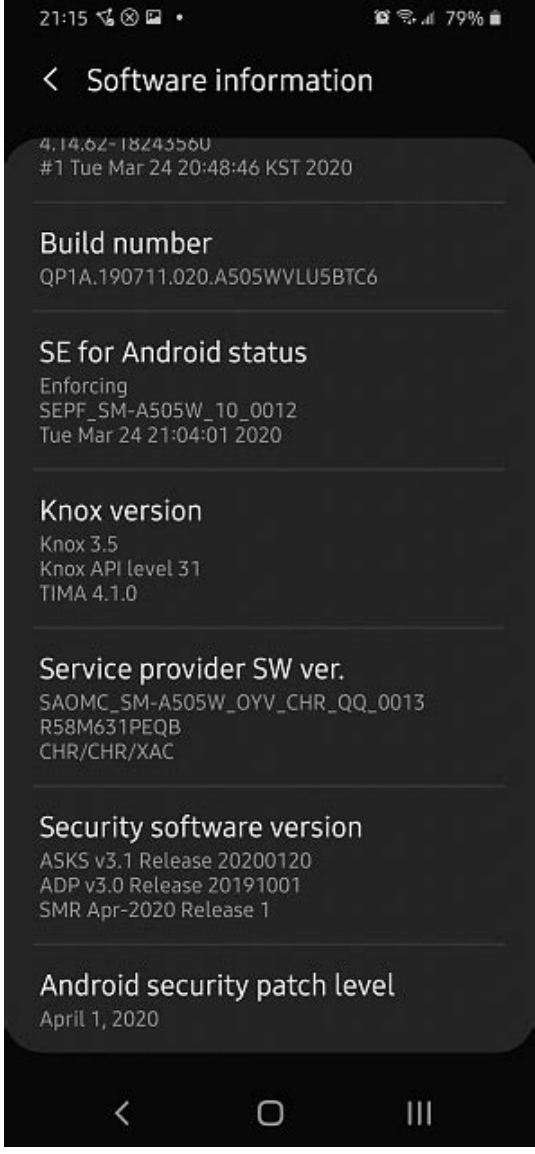 21:15 79%
Software information
4.14.62-18243560
#1 Tue Mar 24 20:48:46 KST 2020
Build number
QP1A.190711.020.A505WVLU5BTC6
SE for Android status
Enforcing
SEPF_SM-A505W_10_0012
Tue Mar 24 21:04:01 2020
Knox version
Knox 3.5
Knox API level 31
TIMA 4.1.0
Service provider SW ver.
SAOMC_SM-A505W_OYV_CHR_QQ_0013
R58M631PEQB
CHR/CHR/XAC
Security software version
ASKS v3.1 Release 20200120
ADP v3.0 Release 20191001
SMR Apr-2020 Release 1
Android security patch level
April 1, 2020